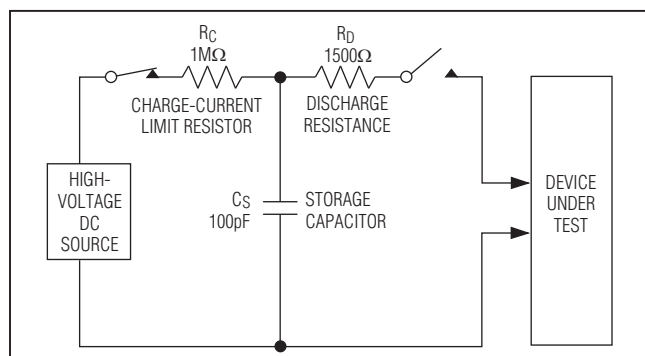 RC
1MΩ
CHARGE-CURRENT
LIMIT RESISTOR
RD
1500Ω
DISCHARGE
RESISTANCE
HIGH-
VOLTAGE
DC
SOURCE
CS
100pF
STORAGE
CAPACITOR
DEVICE
UNDER
TEST